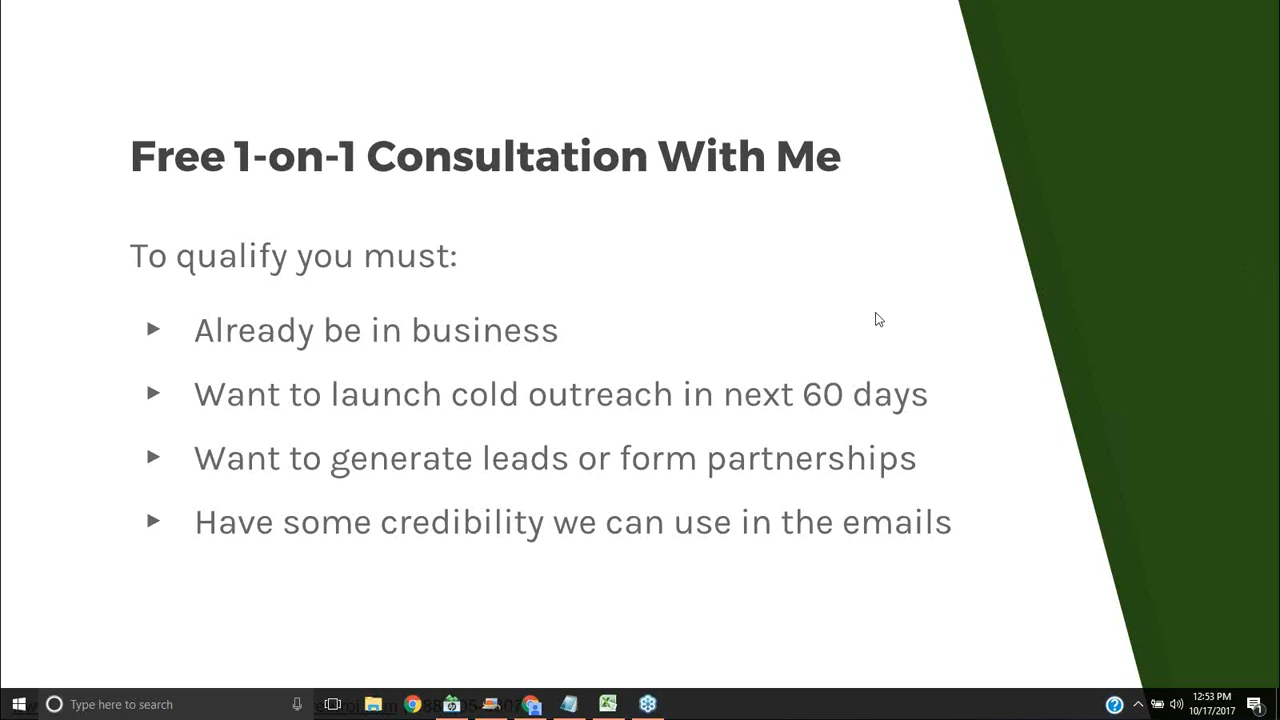 Free 1-on-1 Consultation With Me
To qualify you must:
Already be in business
Want to launch cold outreach in next 60 days
Want to generate leads or form partnerships
Have some credibility we can use in the emails
Type here to search
12:53 PM
10/17/2017